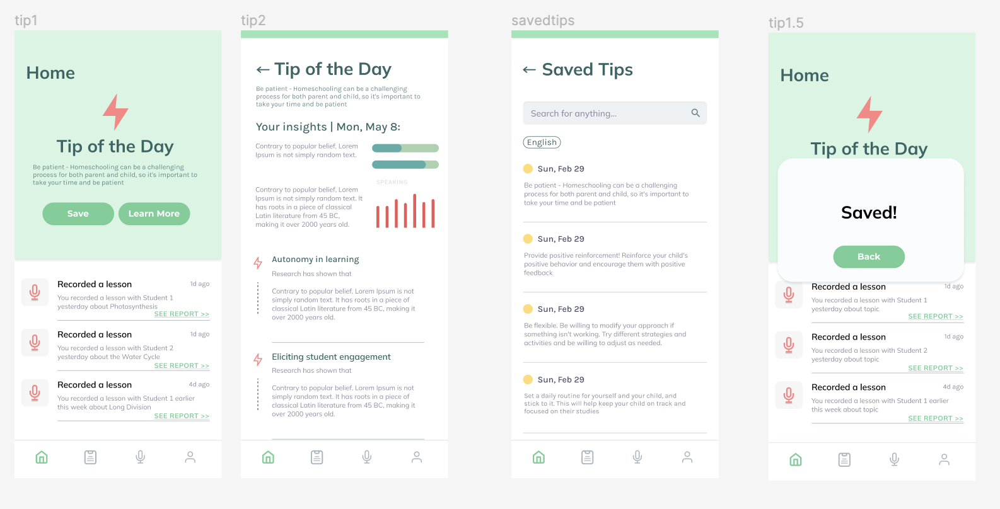 tip1
Home
Tip of the Day
Be patient - Homeschooling can be a challenging
process for both parent and child, so it's important to
take your time and be patient
Save
Learn More
Recorded a lesson
1d ago
You recorded a lesson with Student 1
yesterday about Photosynthesis
SEE REPORT >>
Recorded a lesson
1d ago
You recorded a lesson with Student 2
yesterday about the Water Cycle
SEE REPORT >>
Recorded a lesson
4d ago
You recorded a lesson with Student 1 earlier
this week about Long Division
SEE REPORT >>
tip2
← Tip of the Day
Be patient - Homeschooling can be a challenging
process for both parent and child, so it's important to
take your time and be patient
Your insights | Mon, May 8:
Contrary to popular belief, Lorem
Ipsum is not simply random text.
SPEAKING
Contrary to popular belief, Lorem
Ipsum is not simply random text. It
has roots in a piece of classical
Latin literature from 45 BC,
making it over 2000 years old.
Autonomy in learning
Research has shown that
Contrary to popular belief, Lorem Ipsum is not
simply random text. It has roots in a piece of
classical Latin literature from 45 BC, making it
over 2000 years old.
Eliciting student engagement
Research has shown that
Contrary to popular belief, Lorem Ipsum is not
simply random text. It has roots in a piece of
classical Latin literature from 45 BC, making it
over 2000 years old.
savedtips
← Saved Tips
Search for anything...
English
Sun, Feb 29
Be patient - Homeschooling can be a challenging
process for both parent and child, so it's important to
take your time and be patient
Sun, Feb 29
Provide positive reinforcement! Reinforce your child's
positive behavior and encourage them with positive
feedback
Sun, Feb 29
Be flexible. Be willing to modify your approach if
something isn't working. Try different strategies and
activities and be willing to adjust as needed.
Sun, Feb 29
Set a daily routine for yourself and your child, and
stick to it. This will help keep your child on track and
focused on their studies
tip1.5
Home
Tip of the Day
Saved!
Back
Recorded a lesson
1d ago
You recorded a lesson with Student 1
yesterday about topic
SEE REPORT >>
Recorded a lesson
1d ago
You recorded a lesson with Student 2
yesterday about topic
SEE REPORT >>
Recorded a lesson
4d ago
You recorded a lesson with Student 1 earlier
this week about topic
SEE REPORT >>